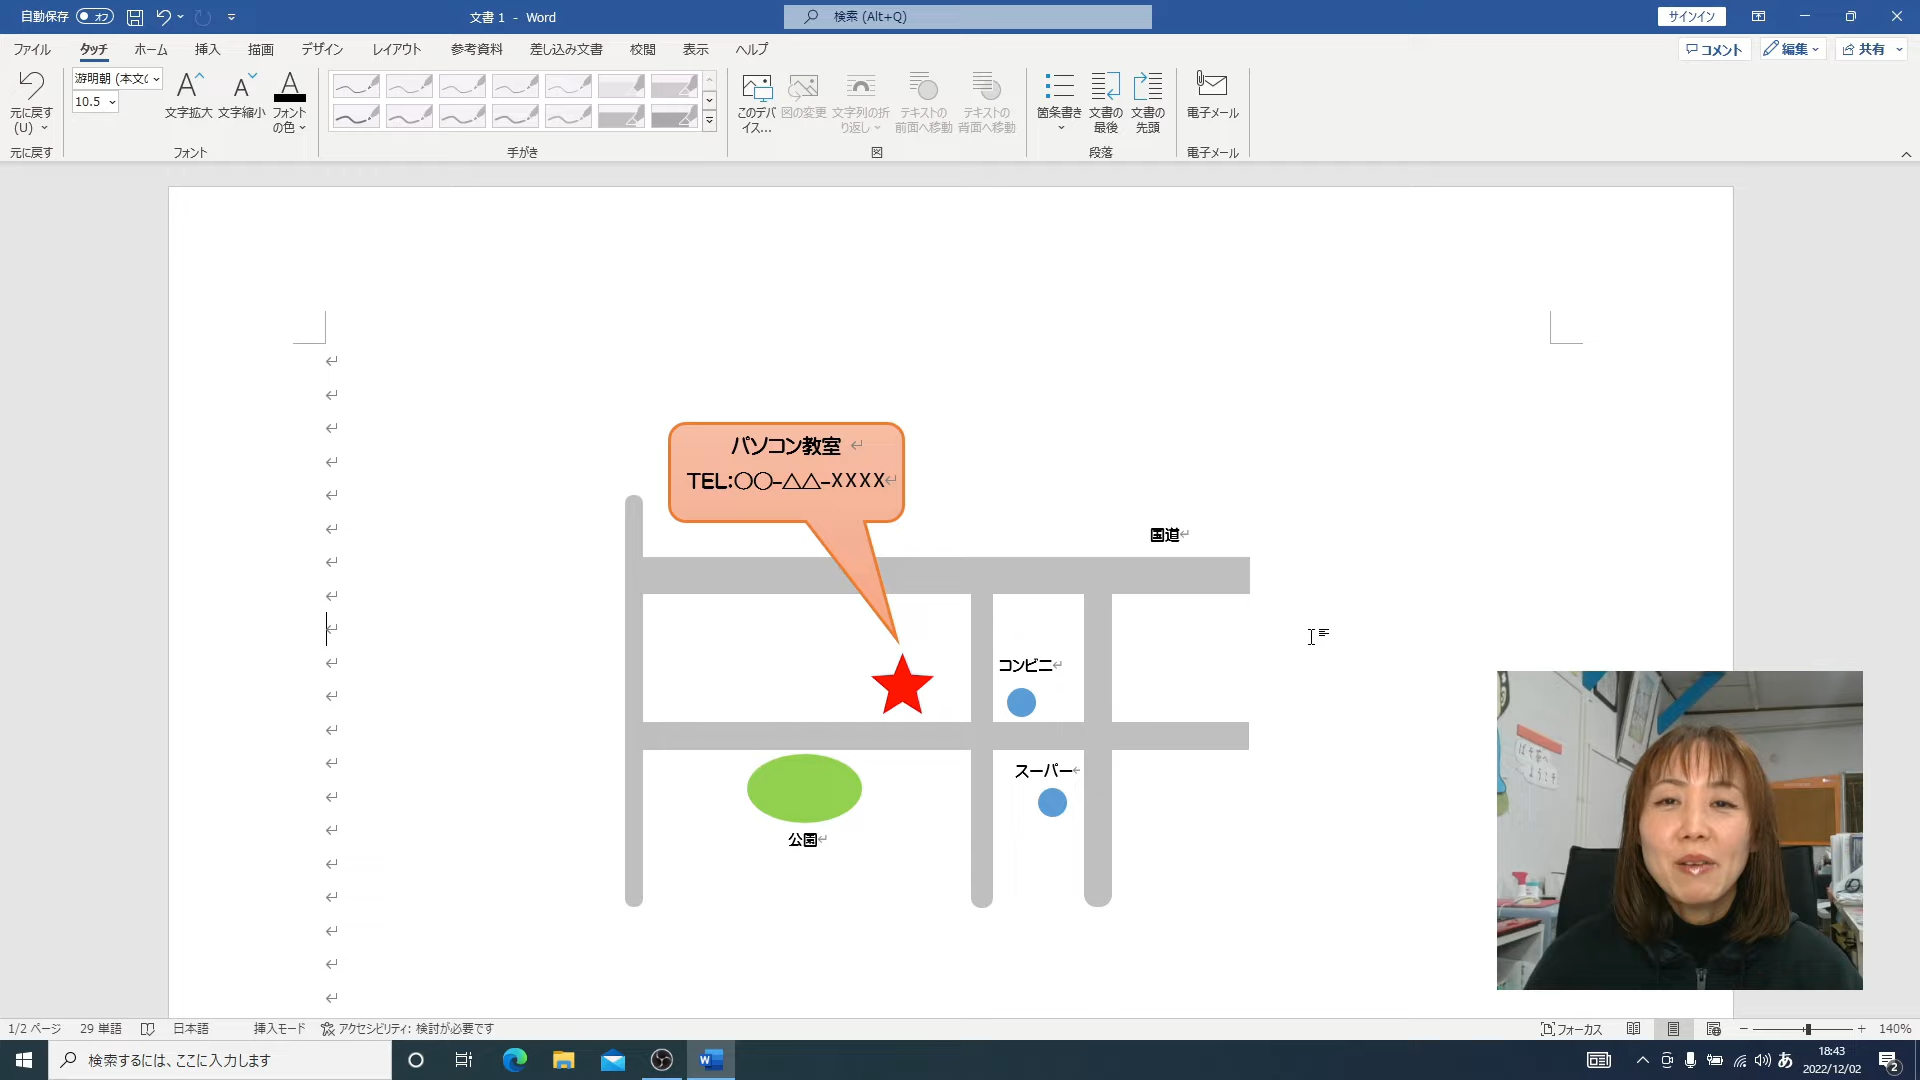 自動保存 オフ
文書 1 - Word
検索 (Alt+Q)
サインイン
ファイル タッチ ホーム 挿入 描画 デザイン レイアウト 参考資料 差し込み文書 校閲 表示 ヘルプ
コメント 編集 共有
元に戻す
(U)
元に戻す
游明朝 (本文(
10.5
文字拡大 文字縮小 フォント
の色
フォント
手がき
このデバ
イス...
図の変更
文字列の折
り返し
テキストの
前面へ移動
テキストの
背面へ移動
図
箇条書き
文書の
最後
文書の
先頭
段落
電子メール
電子メール
パソコン教室
TEL:〇〇-△△-XXXX
国道
コンビニ
スーパー
公園
ようこそ
1/2 ページ 29 単語 日本語 挿入モード アクセシビリティ: 検討が必要です
フォーカス
140%
検索するには、ここに入力します
あ
18:43
2022/12/02
2